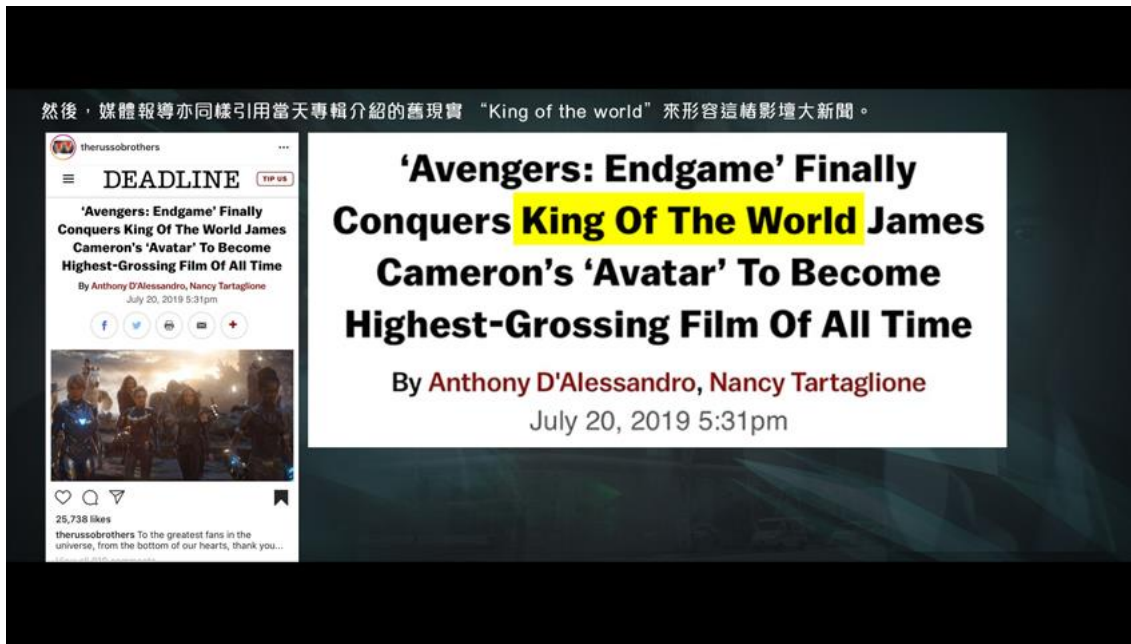 然後，媒體報導亦同樣引用當天專輯介紹的舊現實 “King of the world” 來形容這樁影壇大新聞。
therussobrothers
DEADLINE
TIP US
'Avengers: Endgame' Finally
Conquers King Of The World James
Cameron's 'Avatar' To Become
Highest-Grossing Film Of All Time
By Anthony D'Alessandro, Nancy Tartaglione
July 20, 2019 5:31pm
25,738 likes
therussobrothers To the greatest fans in the
universe, from the bottom of our hearts, thank you...
‘Avengers: Endgame’ Finally
Conquers King Of The World James
Cameron’s ‘Avatar’ To Become
Highest-Grossing Film Of All Time
By Anthony D'Alessandro, Nancy Tartaglione
July 20, 2019 5:31pm